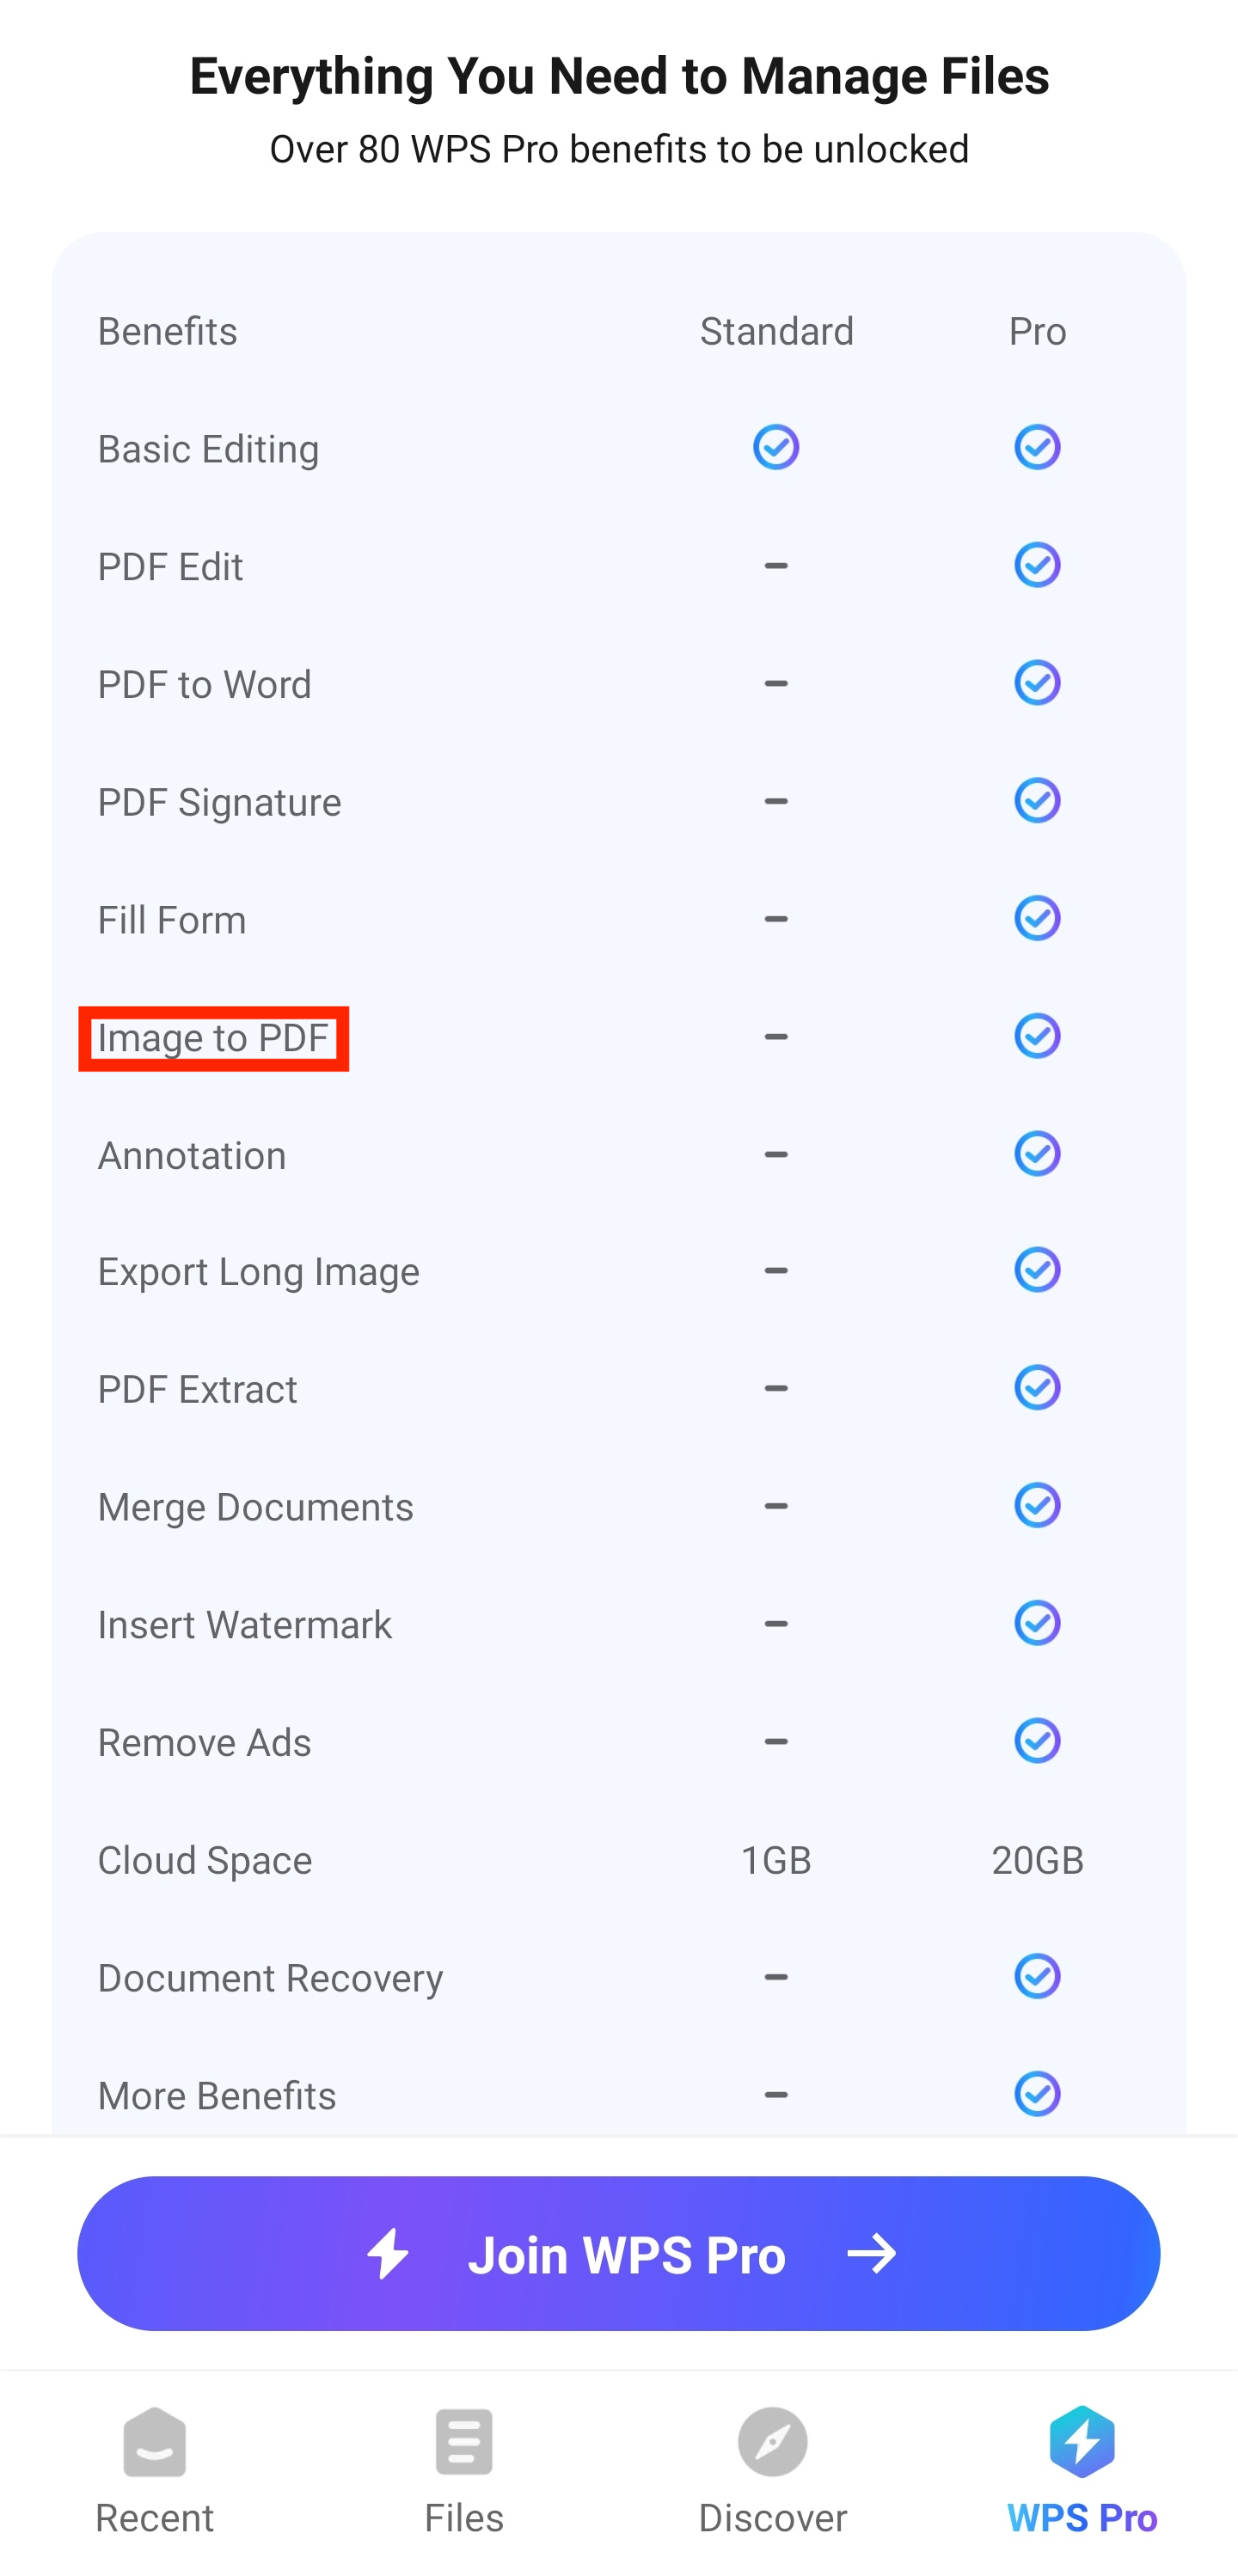 Everything You Need to Manage Files
Over 80 WPS Pro benefits to be unlocked
Benefits Standard Pro
Basic Editing
PDF Edit –
PDF to Word –
PDF Signature –
Fill Form –
Image to PDF –
Annotation –
Export Long Image –
PDF Extract –
Merge Documents –
Insert Watermark –
Remove Ads –
Cloud Space 1GB 20GB
Document Recovery –
More Benefits –
Join WPS Pro →
Recent Files Discover WPS Pro